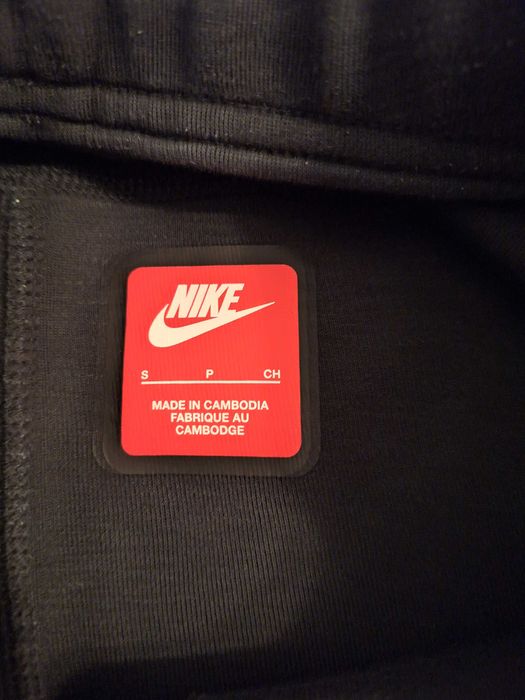 NIKE
S P CH
MADE IN CAMBODIA
FABRIQUE AU
CAMBODGE